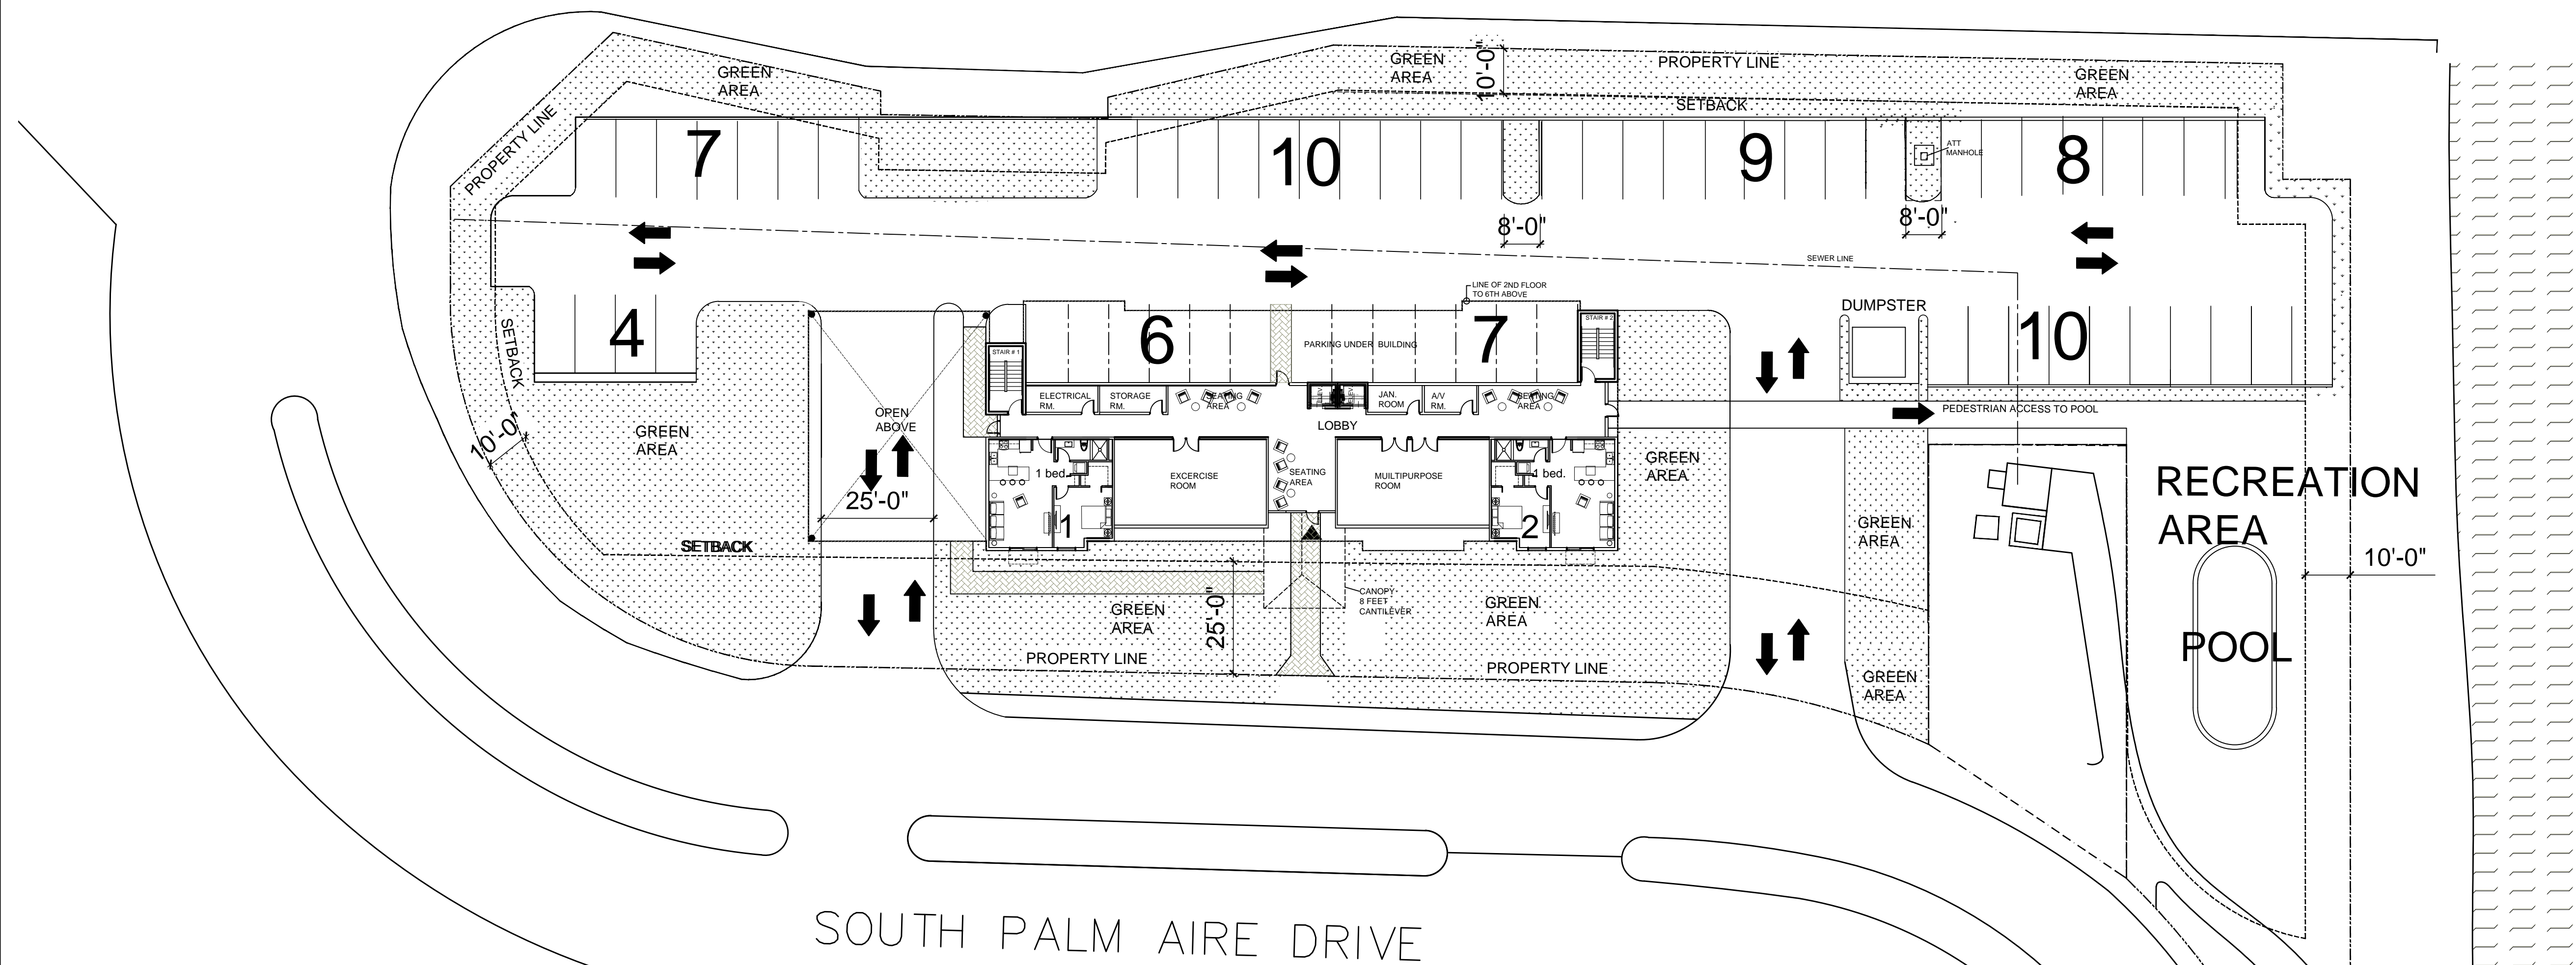 GREEN
AREA
GREEN
AREA
10'-0"
PROPERTY LINE
GREEN
AREA
SETBACK
PROPERTY LINE
7
10
9
8
ATT
MANHOLE
8'-0"
8'-0"
SEWER LINE
LINE OF 2ND FLOOR
TO 6TH ABOVE
DUMPSTER
SETBACK
4
6
7
10
PARKING UNDER BUILDING
STAIR # 1
STAIR # 2
ELECTRICAL
RM.
STORAGE
RM.
SEATING
AREA
JAN.
ROOM
A/V
RM.
SEATING
AREA
PEDESTRIAN ACCESS TO POOL
OPEN
ABOVE
LOBBY
10'-0"
GREEN
AREA
GREEN
AREA
1 bed.
EXCERCISE
ROOM
SEATING
AREA
MUILTIPURPOSE
ROOM
1 bed.
RECREATION
AREA
25'-0"
1
2
GREEN
AREA
SETBACK
10'-0"
CANOPY
8 FEET
CANTILEVER
GREEN
AREA
25'-0"
GREEN
AREA
PROPERTY LINE
PROPERTY LINE
POOL
GREEN
AREA
SOUTH PALM AIRE DRIVE